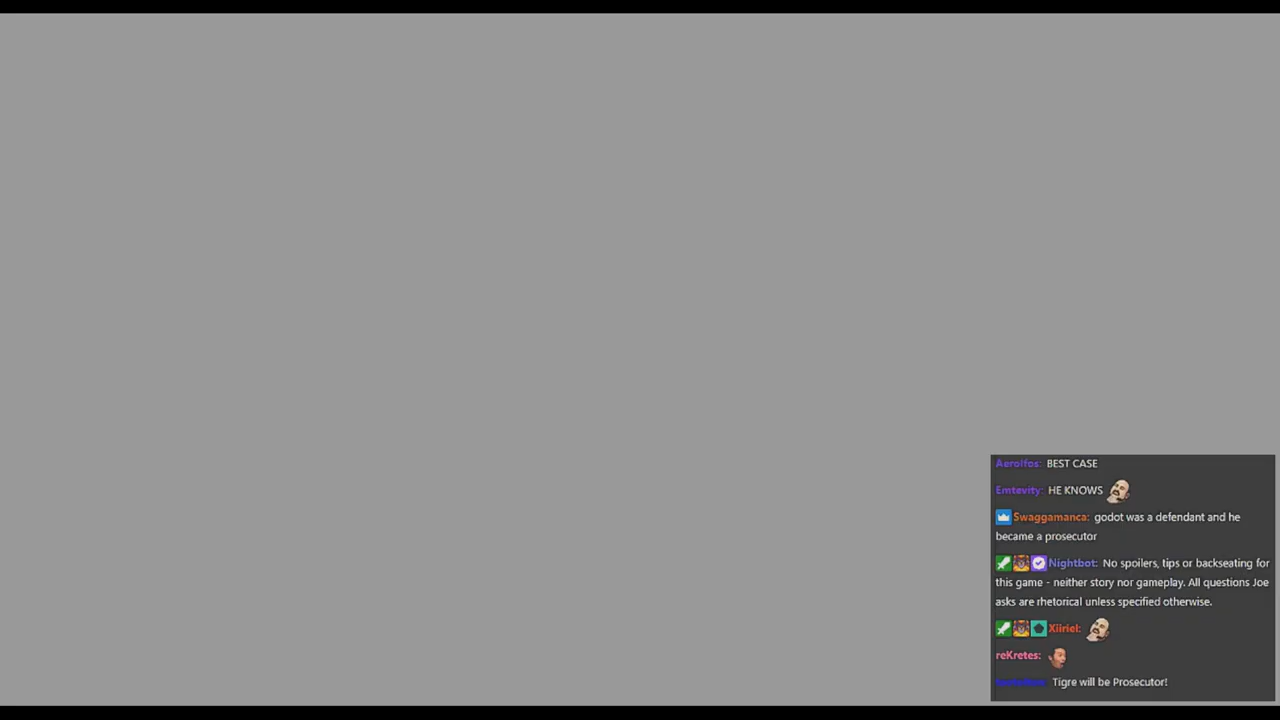 Aerolfos: BEST CASE
Emtevity: HE KNOWS
Swaggamanca: godot was a defendant and he
became a prosecutor
Nightbot: No spoilers, tips or backseating for
this game - neither story nor gameplay. All questions Joe
asks are rhetorical unless specified otherwise.
Xiiriel:
reKretes:
Tigre will be Prosecutor!